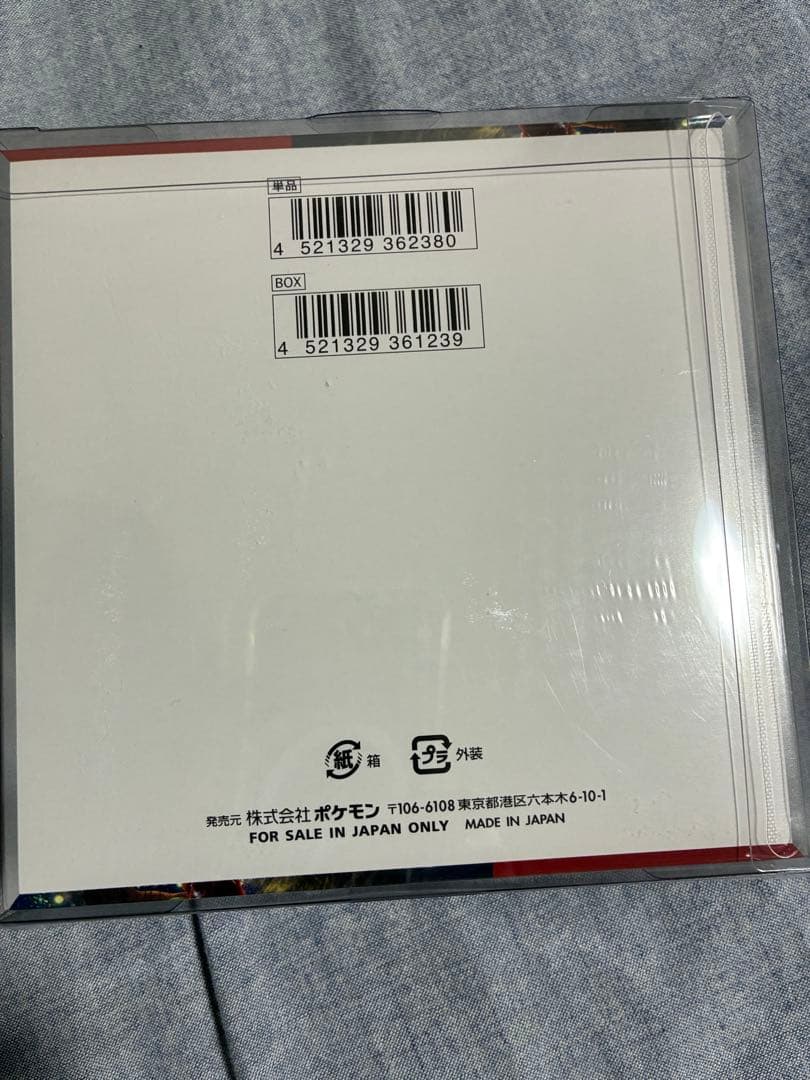 単品
4 521329 362380
BOX
4 521329 361239
紙 箱 プラ 外装
発売元 株式会社 ポケモン 〒106-6108 東京都港区六本木6-10-1
FOR SALE IN JAPAN ONLY MADE IN JAPAN